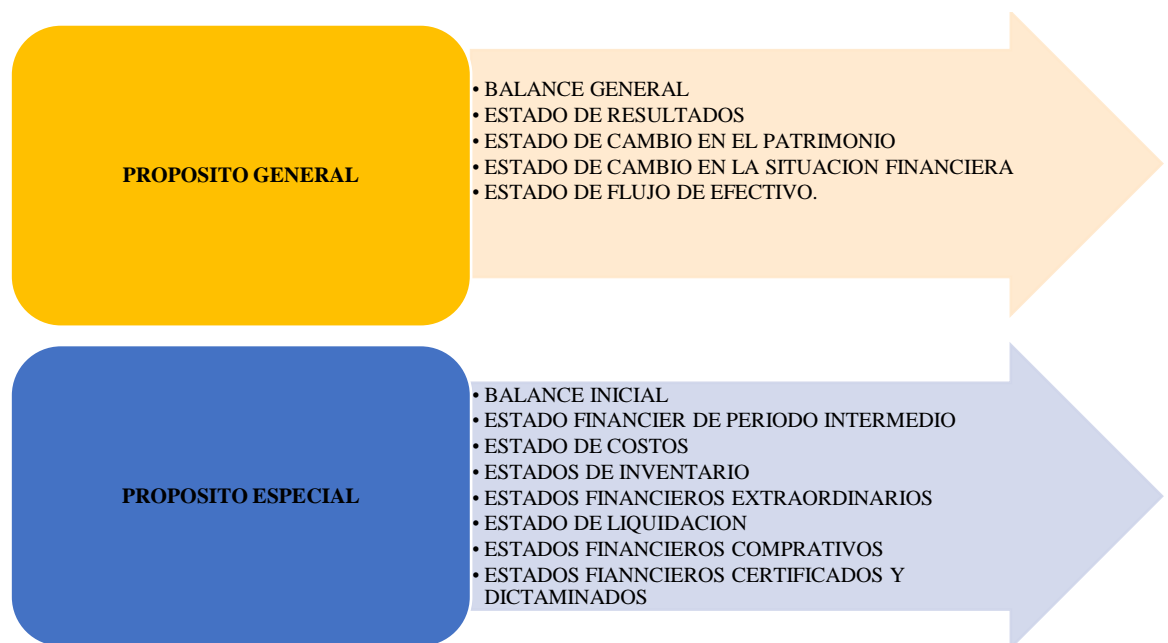 PROPOSITO GENERAL
• BALANCE GENERAL
• ESTADO DE RESULTADOS
• ESTADO DE CAMBIO EN EL PATRIMONIO
• ESTADO DE CAMBIO EN LA SITUACION FINANCIERA
• ESTADO DE FLUJO DE EFECTIVO.
PROPOSITO ESPECIAL
• BALANCE INICIAL
• ESTADO FINANCIER DE PERIODO INTERMEDIO
• ESTADO DE COSTOS
• ESTADOS DE INVENTARIO
• ESTADOS FINANCIEROS EXTRAORDINARIOS
• ESTADO DE LIQUIDACION
• ESTADOS FINANCIEROS COMPRATIVOS
• ESTADOS FIANNCIEROS CERTIFICADOS Y
DICTAMINADOS